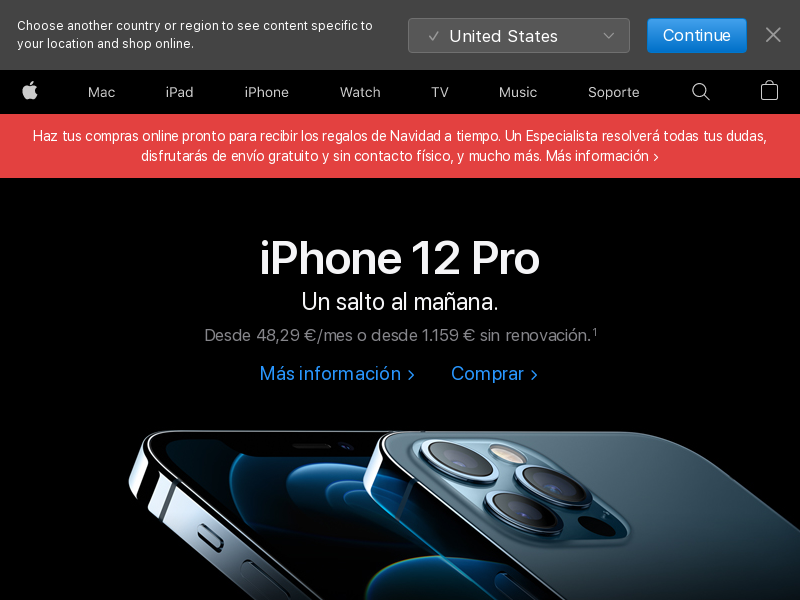 Choose another country or region to see content specific to
your location and shop online.
United States
Continue
Mac
iPad
iPhone
Watch
TV
Music
Soporte
Haz tus compras online pronto para recibir los regalos de Navidad a tiempo. Un Especialista resolverá todas tus dudas,
disfrutarás de envío gratuito y sin contacto físico, y mucho más. Más información >
iPhone 12 Pro
Un salto al mañana.
Desde 48,29 €/mes o desde 1.159 € sin renovación.¹
Más información >
Comprar >